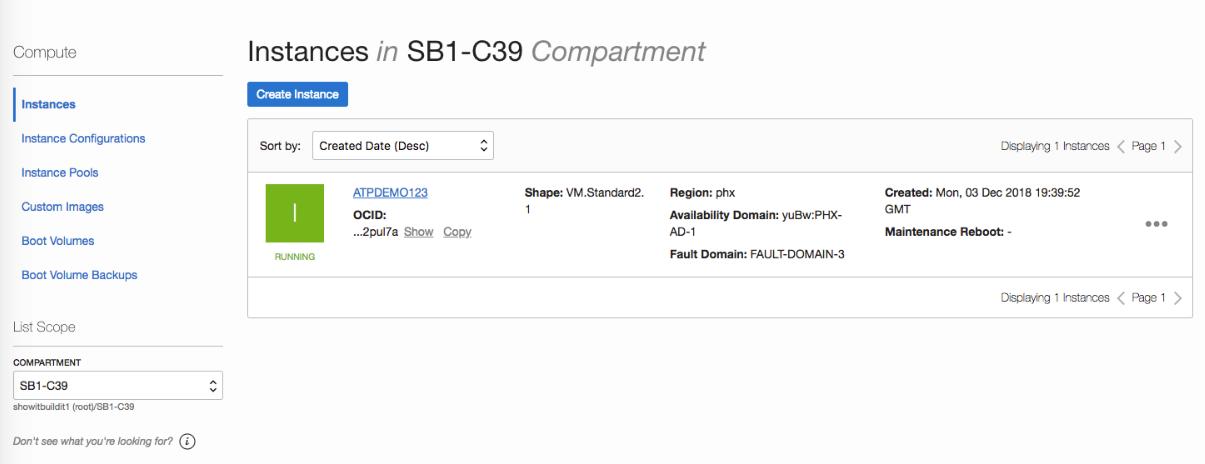 Compute
Instances
Instance Configurations
Instance Pools
Custom Images
Boot Volumes
Boot Volume Backups
List Scope
COMPARTMENT
SB1-C39
showitbuildit1 (root)/SB1-C39
Don't see what you're looking for? i
Instances in SB1-C39 Compartment
Create Instance
Sort by: Created Date (Desc)
Displaying 1 Instances < Page 1 >
I
RUNNING
ATPDEMO123
OCID:
...2pul7a Show Copy
Shape: VM.Standard2.
1
Region: phx
Availability Domain: yuBw:PHX-
AD-1
Fault Domain: FAULT-DOMAIN-3
Created: Mon, 03 Dec 2018 19:39:52
GMT
Maintenance Reboot: -
Displaying 1 Instances < Page 1 >